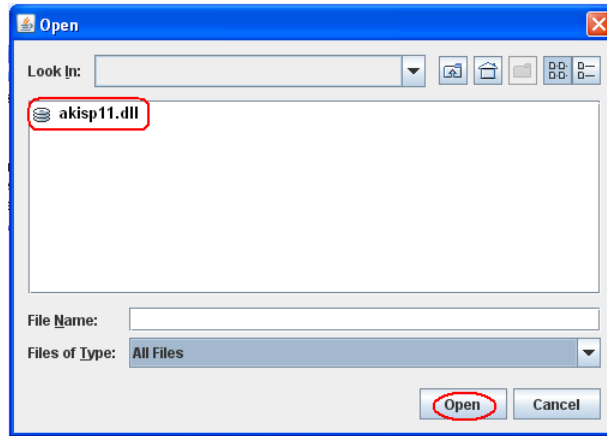 Open
Look In:
akisp11.dll
File Name:
Files of Type: All Files
Open Cancel